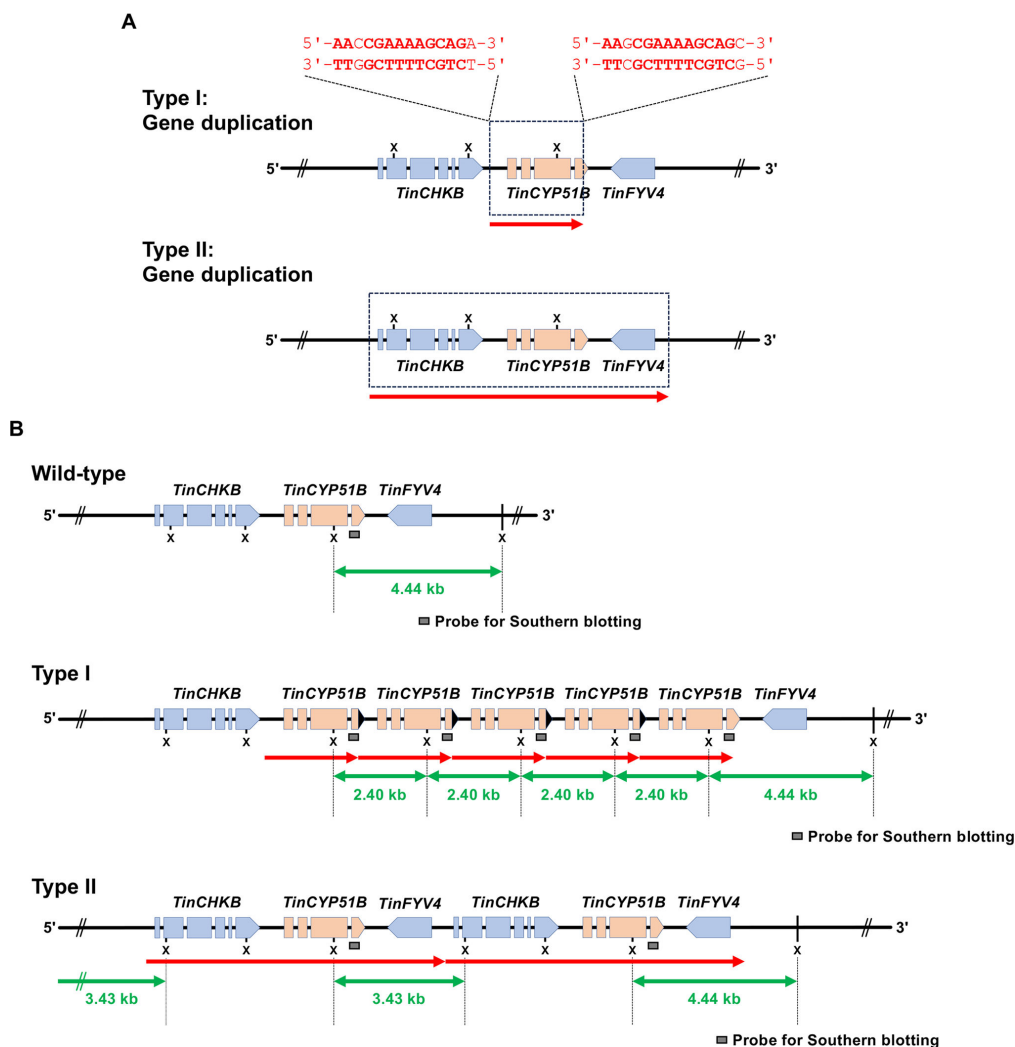 A
5'-AACCGAAAAGCAGA-3' 5'-AAGCGAAAAGCAGC-3'
3'-TTGGCTTTTCGTCT-5' 3'-TTCGCTTTTCGTCG-5'
Type I:
Gene duplication
x x x
5' // // 3'
TinCHKB TinCYP51B TinFYV4
Type II:
Gene duplication
x x x
5' // // 3'
TinCHKB TinCYP51B TinFYV4
B
Wild-type
TinCHKB TinCYP51B TinFYV4
5' // // 3'
x x x x
4.44 kb
Probe for Southern blotting
Type I
TinCHKB TinCYP51B TinCYP51B TinCYP51B TinCYP51B TinCYP51B TinFYV4
5' // // 3'
x x x x x x x x
2.40 kb 2.40 kb 2.40 kb 2.40 kb 4.44 kb
Probe for Southern blotting
Type II
TinCHKB TinCYP51B TinFYV4 TinCHKB TinCYP51B TinFYV4
5' // // 3'
x x x x x x x
//
3.43 kb 3.43 kb 4.44 kb
Probe for Southern blotting